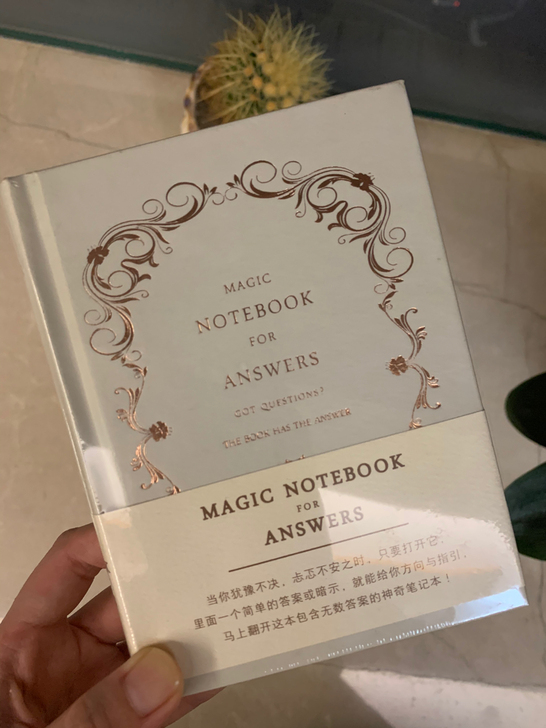 MAGIC
NOTEBOOK
FOR
ANSWERS
GOT QUESTIONS?
THE BOOK HAS THE ANSWER
MAGIC NOTEBOOK
FOR
ANSWERS
当你犹豫不决，忐忑不安之时，只要打开它，
里面一个简单的答案或暗示，就能给你方向与指引，
马上翻开这本包含无数答案的神奇笔记本！